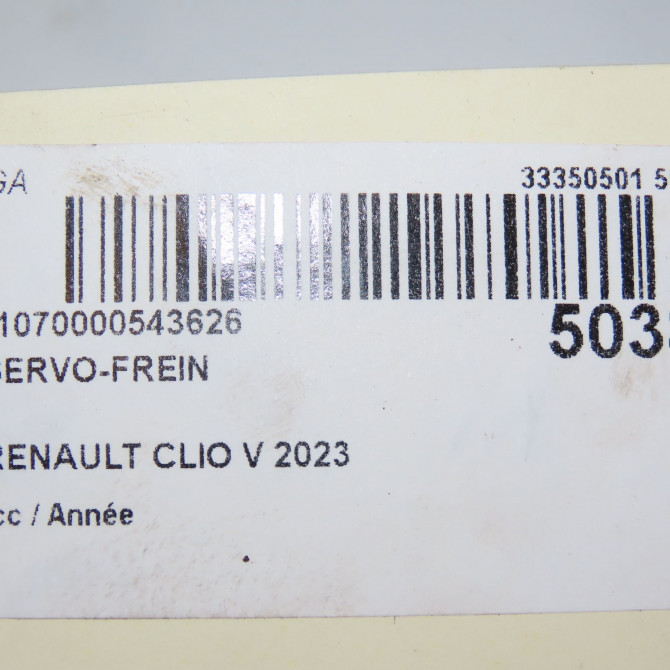 GA
33350501 5
1070000543626
503
SERVO-FREIN
RENAULT CLIO V 2023
cc / Année